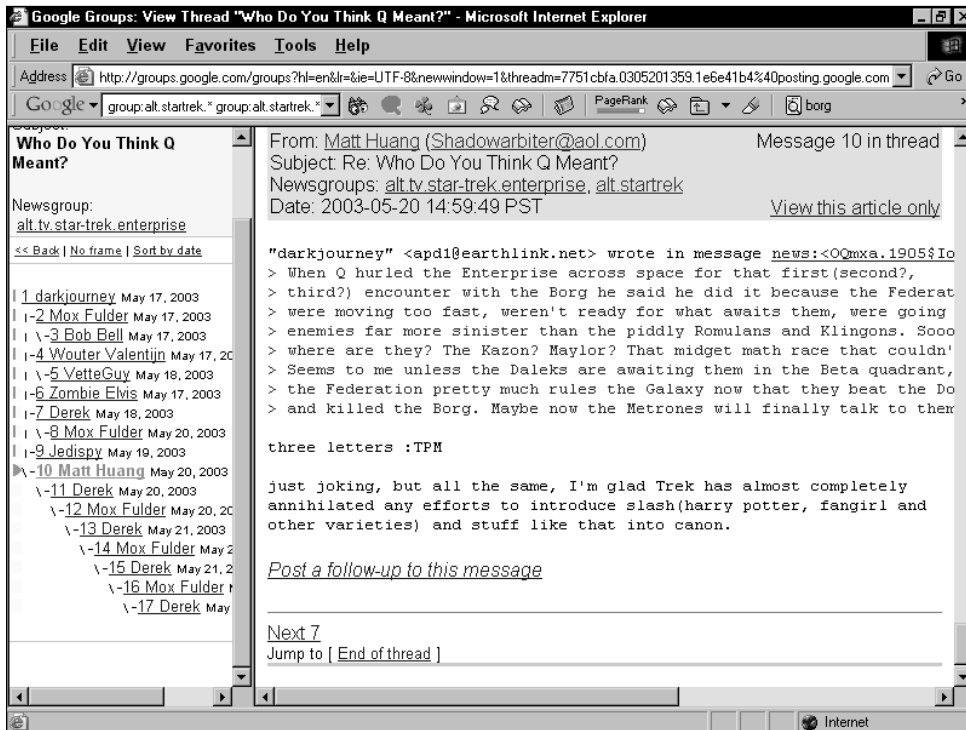 Google Groups: View Thread "Who Do You Think Q Meant?" - Microsoft Internet Explorer
File Edit View Favorites Tools Help
Address http://groups.google.com/groups?hl=en&lr=&ie=UTF-8&newwindow=1&threadm=7751cbfa.0305201359.1e6e41b4%40posting.google.com Go
Google group:alt.startrek.* group:alt.startrek.* PageRank borg
Subject:
Who Do You Think Q
Meant?
Newsgroup:
alt.tv.star-trek.enterprise
<< Back | No frame | Sort by date
1 darkjourney May 17, 2003
|-2 Mox Fulder May 17, 2003
| \-3 Bob Bell May 17, 2003
|-4 Wouter Valentijn May 17, 20
| \-5 VetteGuy May 18, 2003
|-6 Zombie Elvis May 17, 2003
|-7 Derek May 18, 2003
| \-8 Mox Fulder May 20, 2003
|-9 Jedispy May 19, 2003
\-10 Matt Huang May 20, 2003
\-11 Derek May 20, 2003
\-12 Mox Fulder May 20, 20
\-13 Derek May 21, 2003
\-14 Mox Fulder May 2
\-15 Derek May 21, 2
\-16 Mox Fulder
\-17 Derek May
From: Matt Huang (Shadowarbiter@aol.com) Message 10 in thread
Subject: Re: Who Do You Think Q Meant?
Newsgroups: alt.tv.star-trek.enterprise, alt.startrek
Date: 2003-05-20 14:59:49 PST View this article only
"darkjourney" <apd1@earthlink.net> wrote in message news:<OQmxa.1905$Io
> When Q hurled the Enterprise across space for that first(second?,
> third?) encounter with the Borg he said he did it because the Federat
> were moving too fast, weren't ready for what awaits them, were going
> enemies far more sinister than the piddly Romulans and Klingons. Sooo
> where are they? The Kazon? Maylor? That midget math race that couldn'
> Seems to me unless the Daleks are awaiting them in the Beta quadrant,
> the Federation pretty much rules the Galaxy now that they beat the Do
> and killed the Borg. Maybe now the Metrones will finally talk to them
three letters :TPM
just joking, but all the same, I'm glad Trek has almost completely
annihilated any efforts to introduce slash(harry potter, fangirl and
other varieties) and stuff like that into canon.
Post a follow-up to this message
Next 7
Jump to [ End of thread ]
Internet